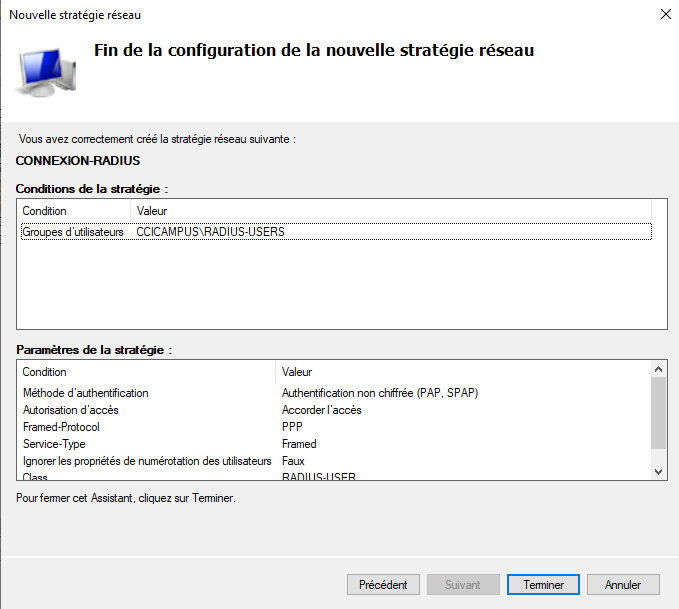 Nouvelle stratégie réseau
Fin de la configuration de la nouvelle stratégie réseau
Vous avez correctement créé la stratégie réseau suivante :
CONNEXION-RADIUS
Conditions de la stratégie :
Condition Valeur
Groupes d'utilisateurs CCICAMPUS\RADIUS-USERS
Paramètres de la stratégie :
Condition Valeur
Méthode d'authentification Authentification non chiffrée (PAP, SPAP)
Autorisation d'accès Accorder l'accès
Framed-Protocol PPP
Service-Type Framed
Ignorer les propriétés de numérotation des utilisateurs Faux
Class RADIUS-USER
Pour fermer cet Assistant, cliquez sur Terminer.
Précédent Suivant Terminer Annuler